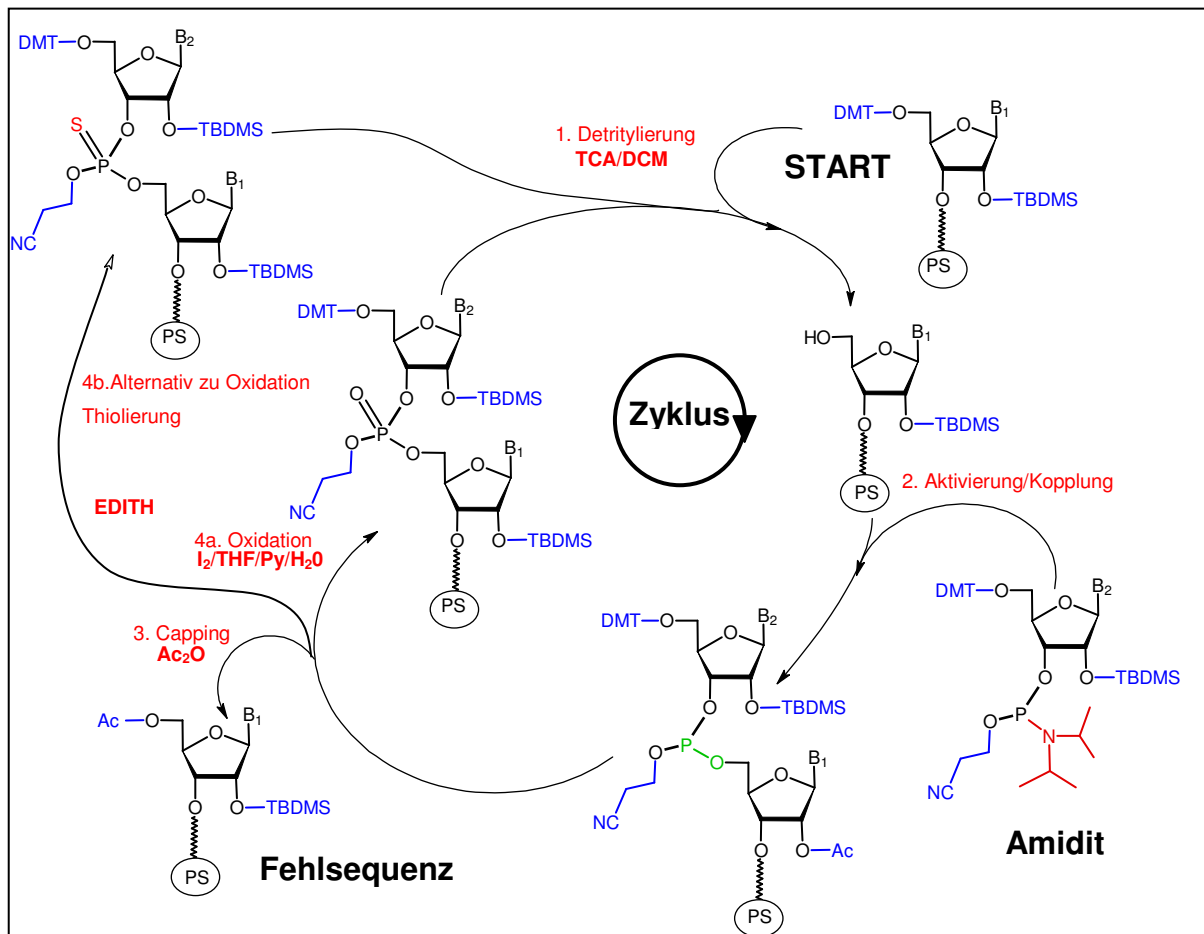 DMT—O
O
B2
O
O—TBDMS
S
P
O
O
B1
O
NC
O
O—TBDMS
PS
1. Detritylierung
TCA/DCM
START
DMT—O
O
B1
O
O—TBDMS
PS
HO
O
B1
O
O—TBDMS
PS
2. Aktivierung/Kopplung
DMT—O
O
B2
O
O—TBDMS
O
P
N
NC
Amidit
DMT—O
O
B2
O
O—TBDMS
O
P
O
B1
O
NC
O
O—Ac
PS
Zyklus
DMT—O
O
B2
O
O—TBDMS
O
P
O
O
B1
O
NC
O
O—TBDMS
PS
4b.Alternativ zu Oxidation
Thiolierung
EDITH
4a. Oxidation
I2/THF/Py/H20
3. Capping
Ac2O
Ac—O
O
B1
O
O—TBDMS
PS
Fehlsequenz